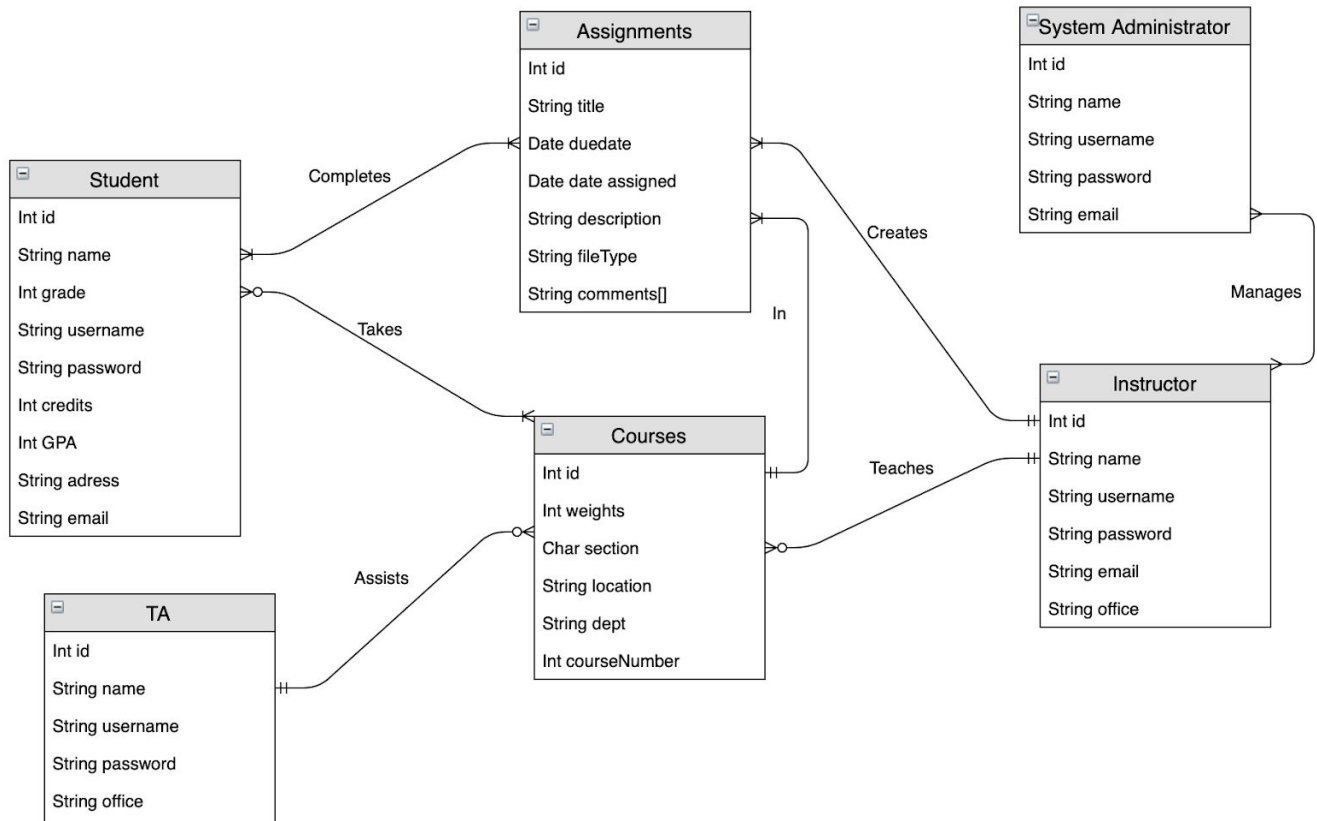 Assignments
Int id
String title
Date duedate
Date date assigned
String description
String fileType
String comments[]
System Administrator
Int id
String name
String username
String password
String email
Student
Int id
String name
Int grade
String username
String password
Int credits
Int GPA
String adress
String email
Completes
Takes
Creates
In
Manages
Courses
Int id
Int weights
Char section
String location
String dept
Int courseNumber
Teaches
Instructor
Int id
String name
String username
String password
String email
String office
Assists
TA
Int id
String name
String username
String password
String office